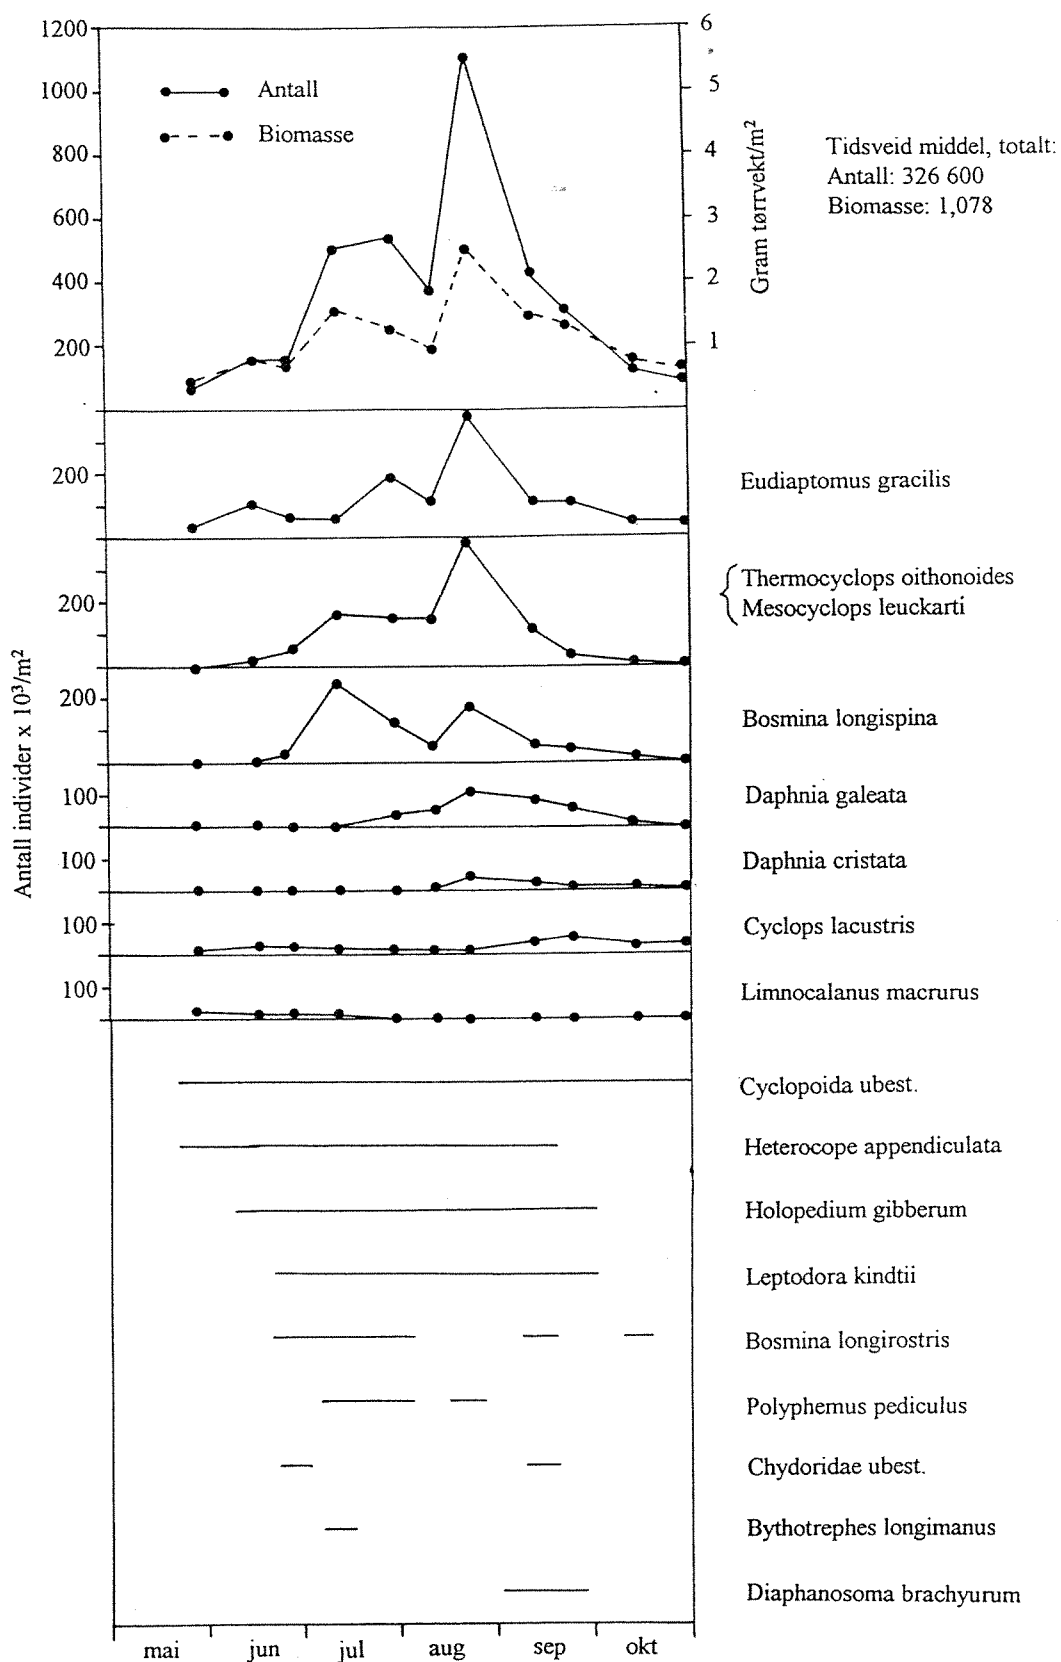 1200
1000
800
600
400
200
6
5
4
3
2
1
Antall
Biomasse
Gram tørrvekt/m²
Tidsveid middel, totalt:
Antall: 326 600
Biomasse: 1,078
Antall individer x 10³/m²
200
Eudiaptomus gracilis
200
Thermocyclops oithonoides
Mesocyclops leuckarti
200
Bosmina longispina
100
Daphnia galeata
100
Daphnia cristata
100
Cyclops lacustris
100
Limnocalanus macrurus
Cyclopoida ubest.
Heterocope appendiculata
Holopedium gibberum
Leptodora kindtii
Bosmina longirostris
Polyphemus pediculus
Chydoridae ubest.
Bythotrephes longimanus
Diaphanosoma brachyurum
mai jun jul aug sep okt